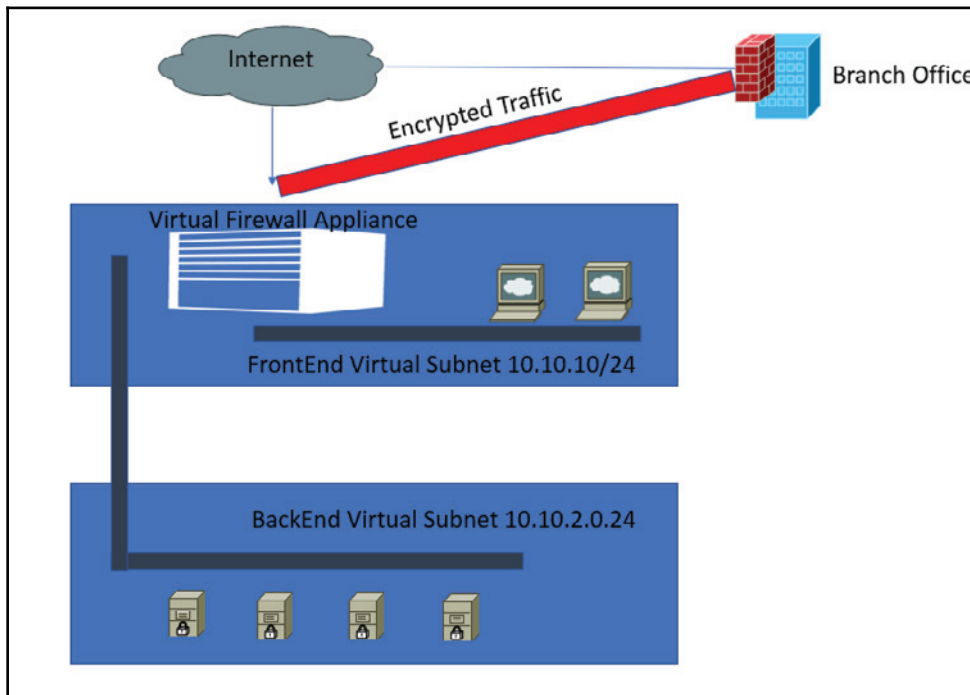 Internet
Branch Office
Encrypted Traffic
Virtual Firewall Appliance
FrontEnd Virtual Subnet 10.10.10/24
BackEnd Virtual Subnet 10.10.2.0.24